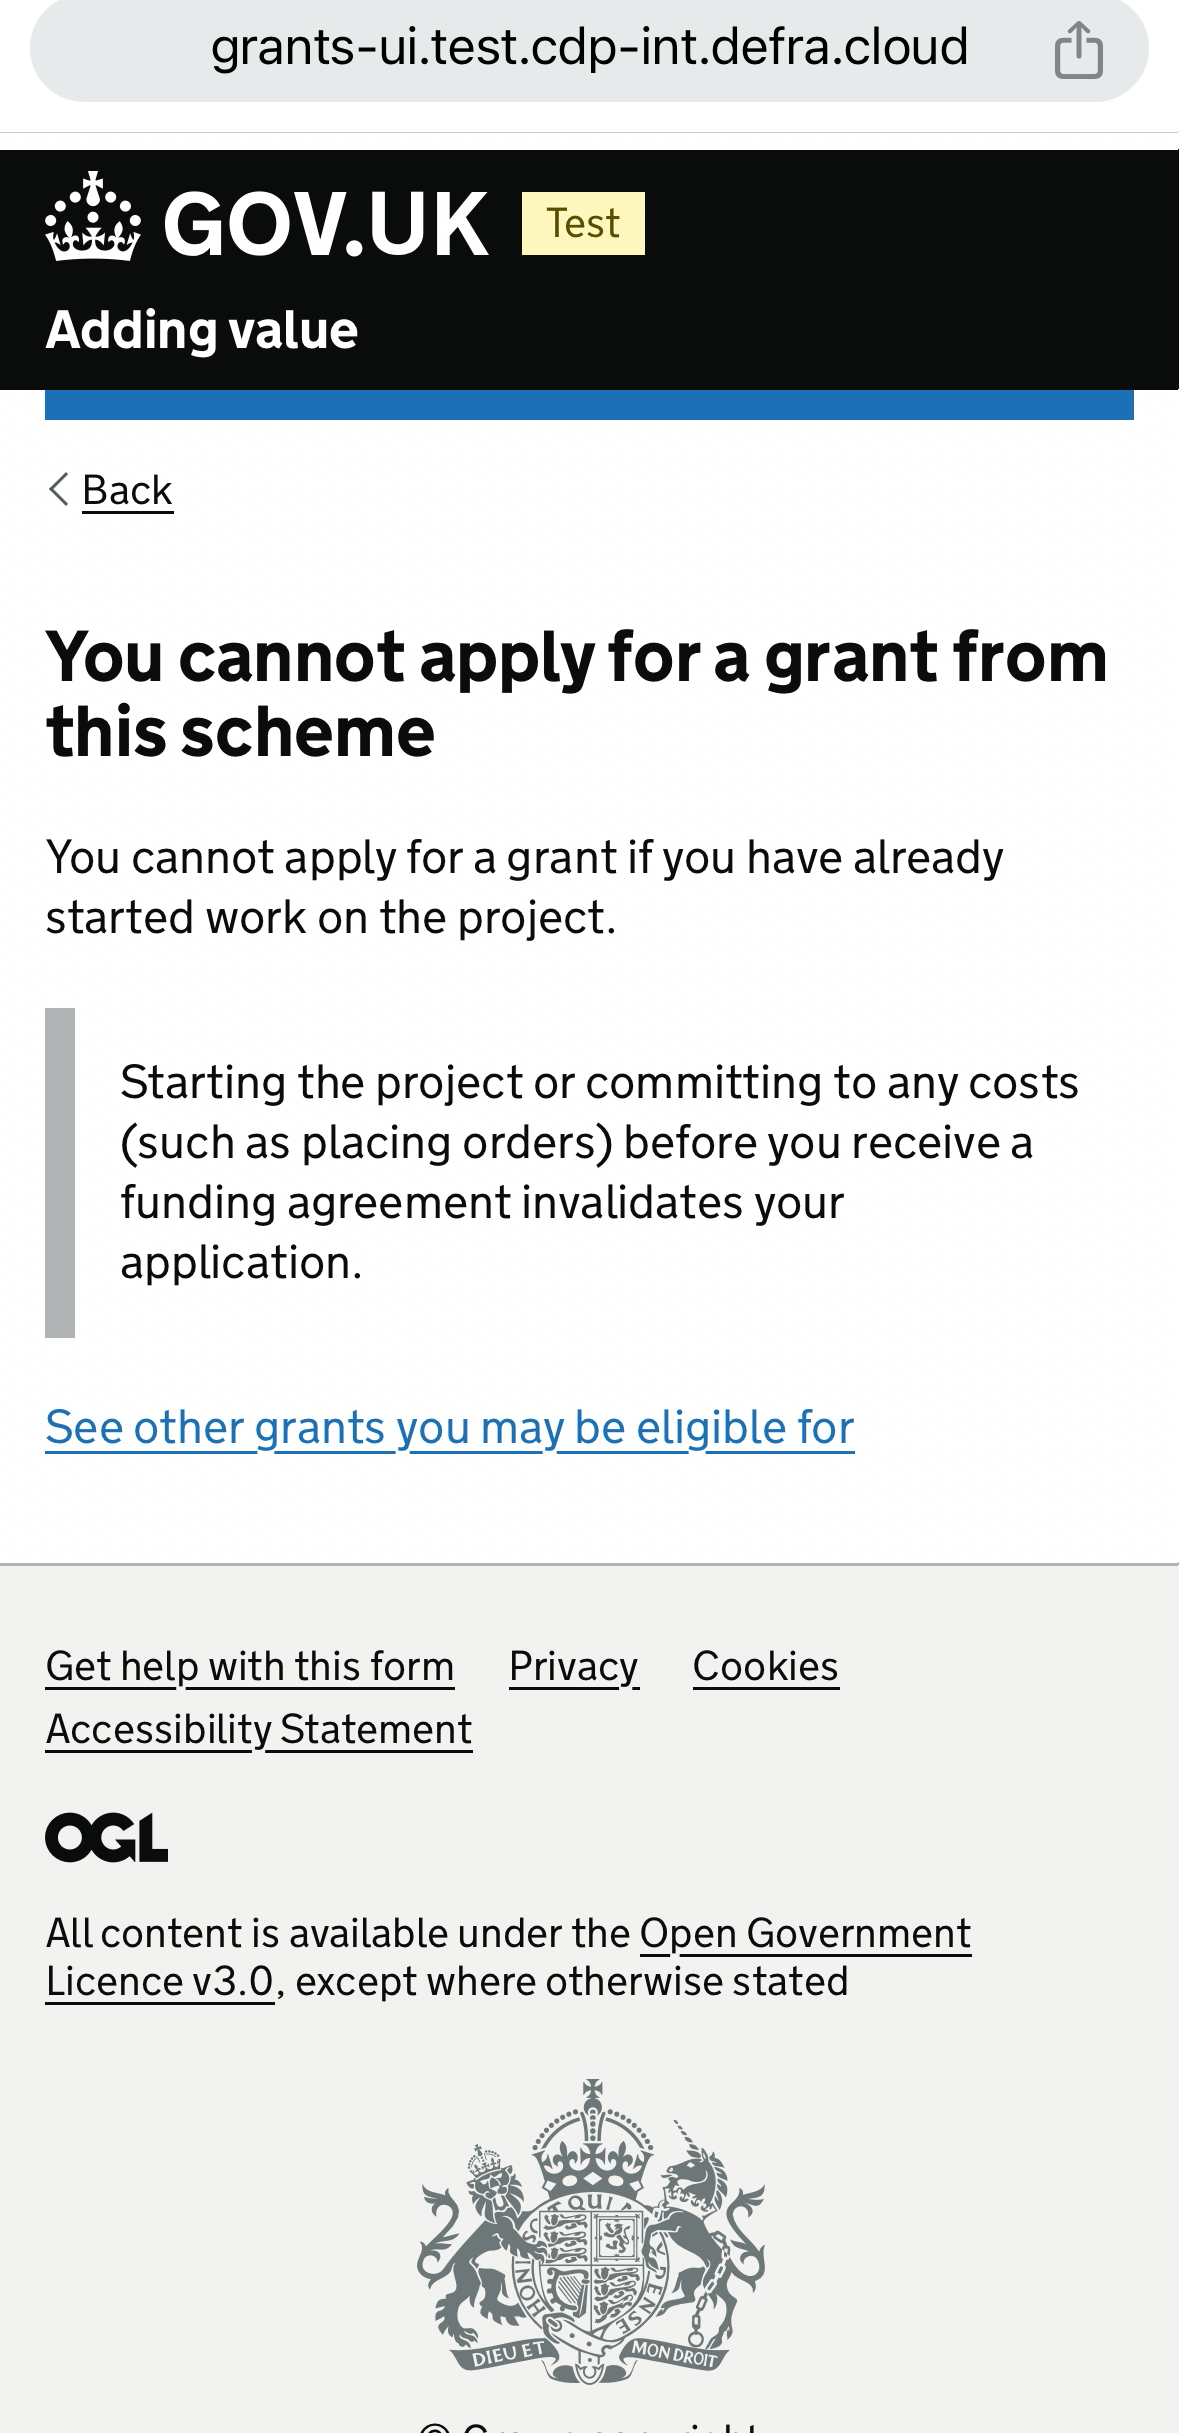 grants-ui.test.cdp-int.defra.cloud
GOV.UK Test
Adding value
Back
You cannot apply for a grant from
this scheme
You cannot apply for a grant if you have already
started work on the project.
Starting the project or committing to any costs
(such as placing orders) before you receive a
funding agreement invalidates your
application.
See other grants you may be eligible for
Get help with this form Privacy Cookies
Accessibility Statement
OGL
All content is available under the Open Government
Licence v3.0, except where otherwise stated
QUI
HONI
DIEU ET MON DROIT